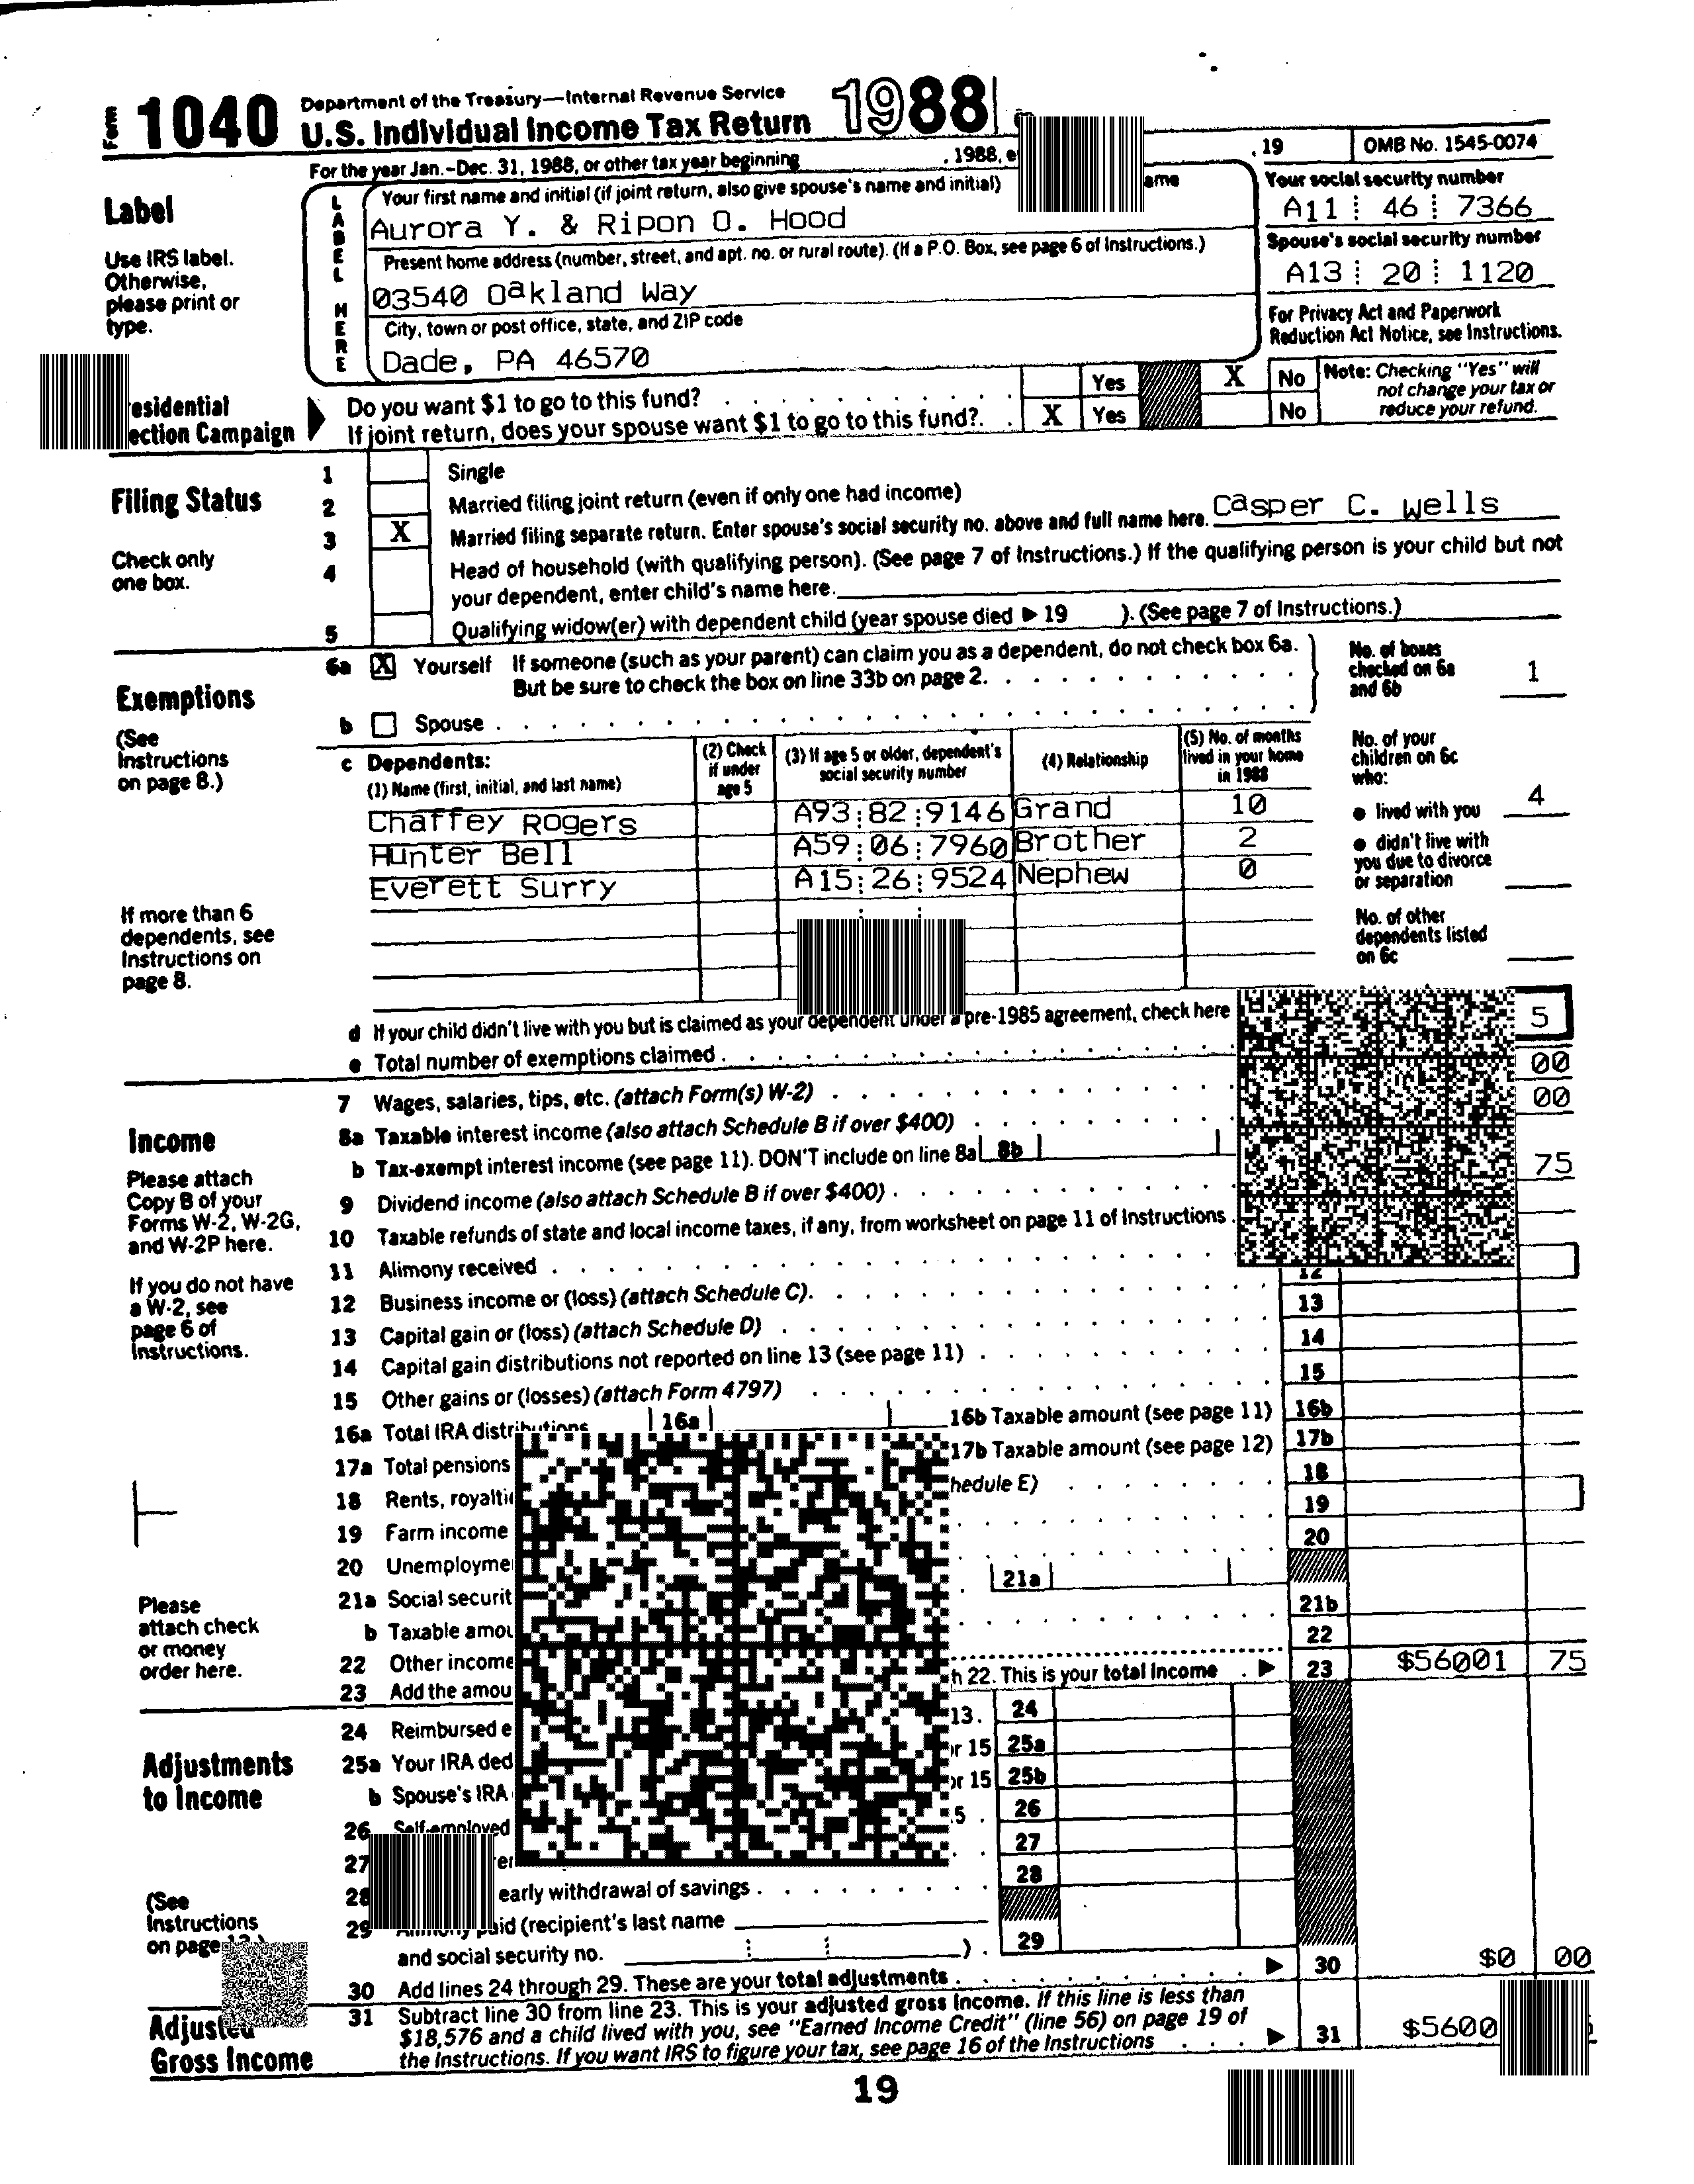 Form 1040 Department of the Treasury—Internal Revenue Service
U.S. Individual Income Tax Return 1988
For the year Jan.–Dec. 31, 1988, or other tax year beginning , 1988, , 19 OMB No. 1545-0074
Label
Use IRS label.
Otherwise,
please print or
type.
LABEL HERE
Your first name and initial (if joint return, also give spouse's name and initial)
Aurora Y. & Ripon O. Hood
Your social security number
A11 46 7366
Present home address (number, street, and apt. no. or rural route). (If a P.O. Box, see page 6 of Instructions.)
03540 Oakland Way
Spouse's social security number
A13 20 1120
City, town or post office, state, and ZIP code
Dade, PA 46570
For Privacy Act and Paperwork
Reduction Act Notice, see Instructions.
Do you want $1 to go to this fund? Yes X No
If joint return, does your spouse want $1 to go to this fund? X Yes No
Note: Checking "Yes" will
not change your tax or
reduce your refund.
Campaign
Filing Status
Check only
one box.
1 Single
2 Married filing joint return (even if only one had income)
3 X Married filing separate return. Enter spouse's social security no. above and full name here. Casper C. Wells
4 Head of household (with qualifying person). (See page 7 of Instructions.) If the qualifying person is your child but not
your dependent, enter child's name here.
5 Qualifying widow(er) with dependent child (year spouse died ▶ 19 ). (See page 7 of Instructions.)
Exemptions
(See
Instructions
on page 8.)
6a X Yourself If someone (such as your parent) can claim you as a dependent, do not check box 6a.
But be sure to check the box on line 33b on page 2.
b Spouse
No. of boxes
checked on 6a
and 6b 1
c Dependents:
(1) Name (first, initial, and last name)
(2) Check
if under
age 5
(3) If age 5 or older, dependent's
social security number
(4) Relationship
(5) No. of months
lived in your home
in 1988
Chaffey Rogers A93 82 9146 Grand 10
Hunter Bell A59 06 7960 Brother 2
Everett Surry A15 26 9524 Nephew 0
No. of your
children on 6c
who:
● lived with you 4
● didn't live with
you due to divorce
or separation
No. of other
dependents listed
on 6c
If more than 6
dependents, see
Instructions on
page 8.
d If your child didn't live with you but is claimed as your dependent under a pre-1985 agreement, check here
e Total number of exemptions claimed 5
Income
Please attach
Copy B of your
Forms W-2, W-2G,
and W-2P here.
If you do not have
a W-2, see
page 6 of
Instructions.
Please
attach check
or money
order here.
7 Wages, salaries, tips, etc. (attach Form(s) W-2) 00
8a Taxable interest income (also attach Schedule B if over $400) 00
b Tax-exempt interest income (see page 11). DON'T include on line 8a 8b
9 Dividend income (also attach Schedule B if over $400) 75
10 Taxable refunds of state and local income taxes, if any, from worksheet on page 11 of Instructions
11 Alimony received
12 Business income or (loss) (attach Schedule C). 12
13 Capital gain or (loss) (attach Schedule D) 13
14 Capital gain distributions not reported on line 13 (see page 11) 14
15 Other gains or (losses) (attach Form 4797) 15
16a Total IRA distributions 16a 16b Taxable amount (see page 11) 16b
17a Total pensions 17b Taxable amount (see page 12) 17b
18 Rents, E) 18
19 Farm income 19
20 20
21a Social 21a
b Taxable 21b
22 Other income 22
23 Add the 22. This is your total income ▶ 23 $56001 75
Adjustments
to Income
(See
Instructions
on page
24 Reimbursed 13. 24
25a Your IRA 15 25a
b Spouse's IRA 15 25b
26 Self-employed 26
27 27
early withdrawal of savings 28
29 (recipient's last name
and social security no. ) 29
30 Add lines 24 through 29. These are your total adjustments ▶ 30 $0 00
Adjusted
Gross Income
31 Subtract line 30 from line 23. This is your adjusted gross income. If this line is less than
$18,576 and a child lived with you, see "Earned Income Credit" (line 56) on page 19 of
the Instructions. If you want IRS to figure your tax, see page 16 of the Instructions ▶ 31 $5600
19